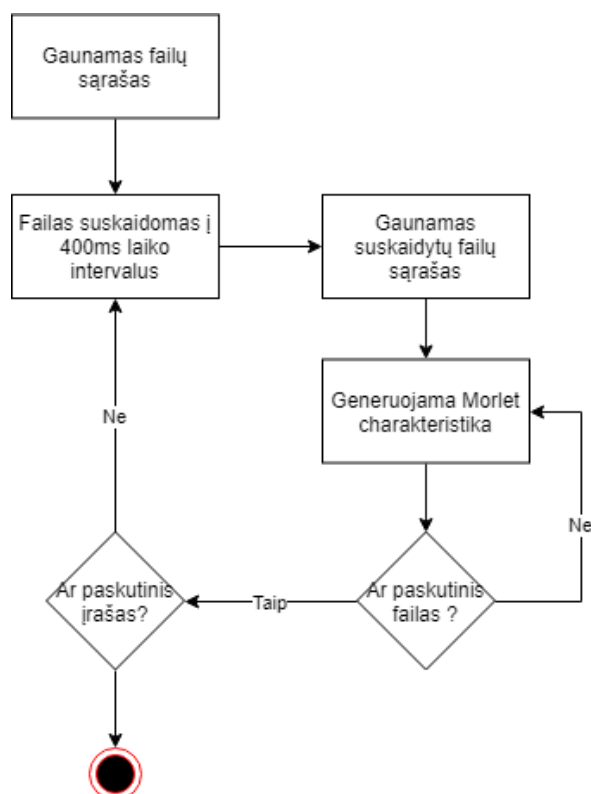 Gaunamas failų
sąrašas
Failas suskaidomas į
400ms laiko
intervalus
Gaunamas
suskaidytų failų
sąrašas
Generuojama Morlet
charakteristika
Ne
Ne
Ar paskutinis
įrašas?
Taip
Ar paskutinis
failas ?